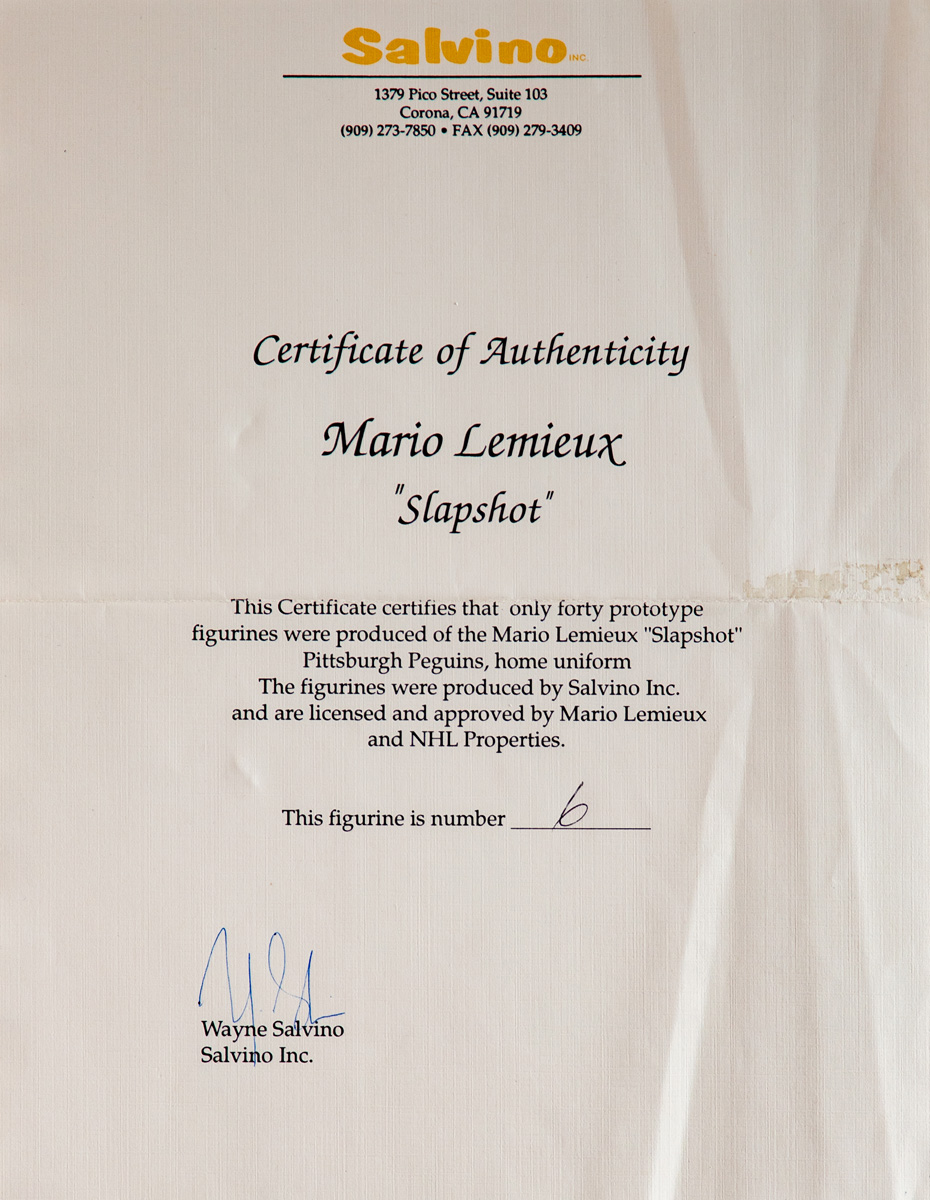 Salvino INC.
1379 Pico Street, Suite 103
Corona, CA 91719
(909) 273-7850 • FAX (909) 279-3409
Certificate of Authenticity
Mario Lemieux
"Slapshot"
This Certificate certifies that only forty prototype
figurines were produced of the Mario Lemieux "Slapshot"
Pittsburgh Peguins, home uniform
The figurines were produced by Salvino Inc.
and are licensed and approved by Mario Lemieux
and NHL Properties.
This figurine is number 6
Wayne Salvino
Salvino Inc.